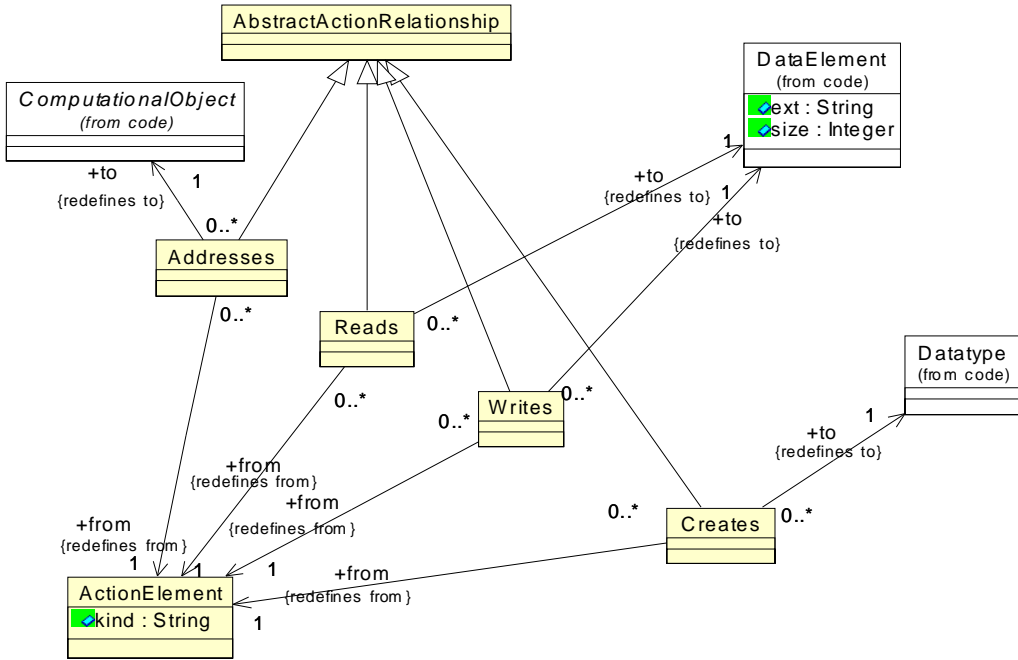 AbstractActionRelationship
DataElement
(from code)
ext : String
size : Integer
ComputationalObject
(from code)
1
+to
{redefines to}
1
+to
{redefines to}
1
+to
{redefines to}
0..*
Addresses
0..*
Reads
0..*
0..*
Datatype
(from code)
Writes
0..*
0..*
1
+to
{redefines to}
+from
{redefines from}
+from
{redefines from}
+from
{redefines from}
0..*
Creates
0..*
1
1
1
+from
{redefines from}
1
ActionElement
kind : String